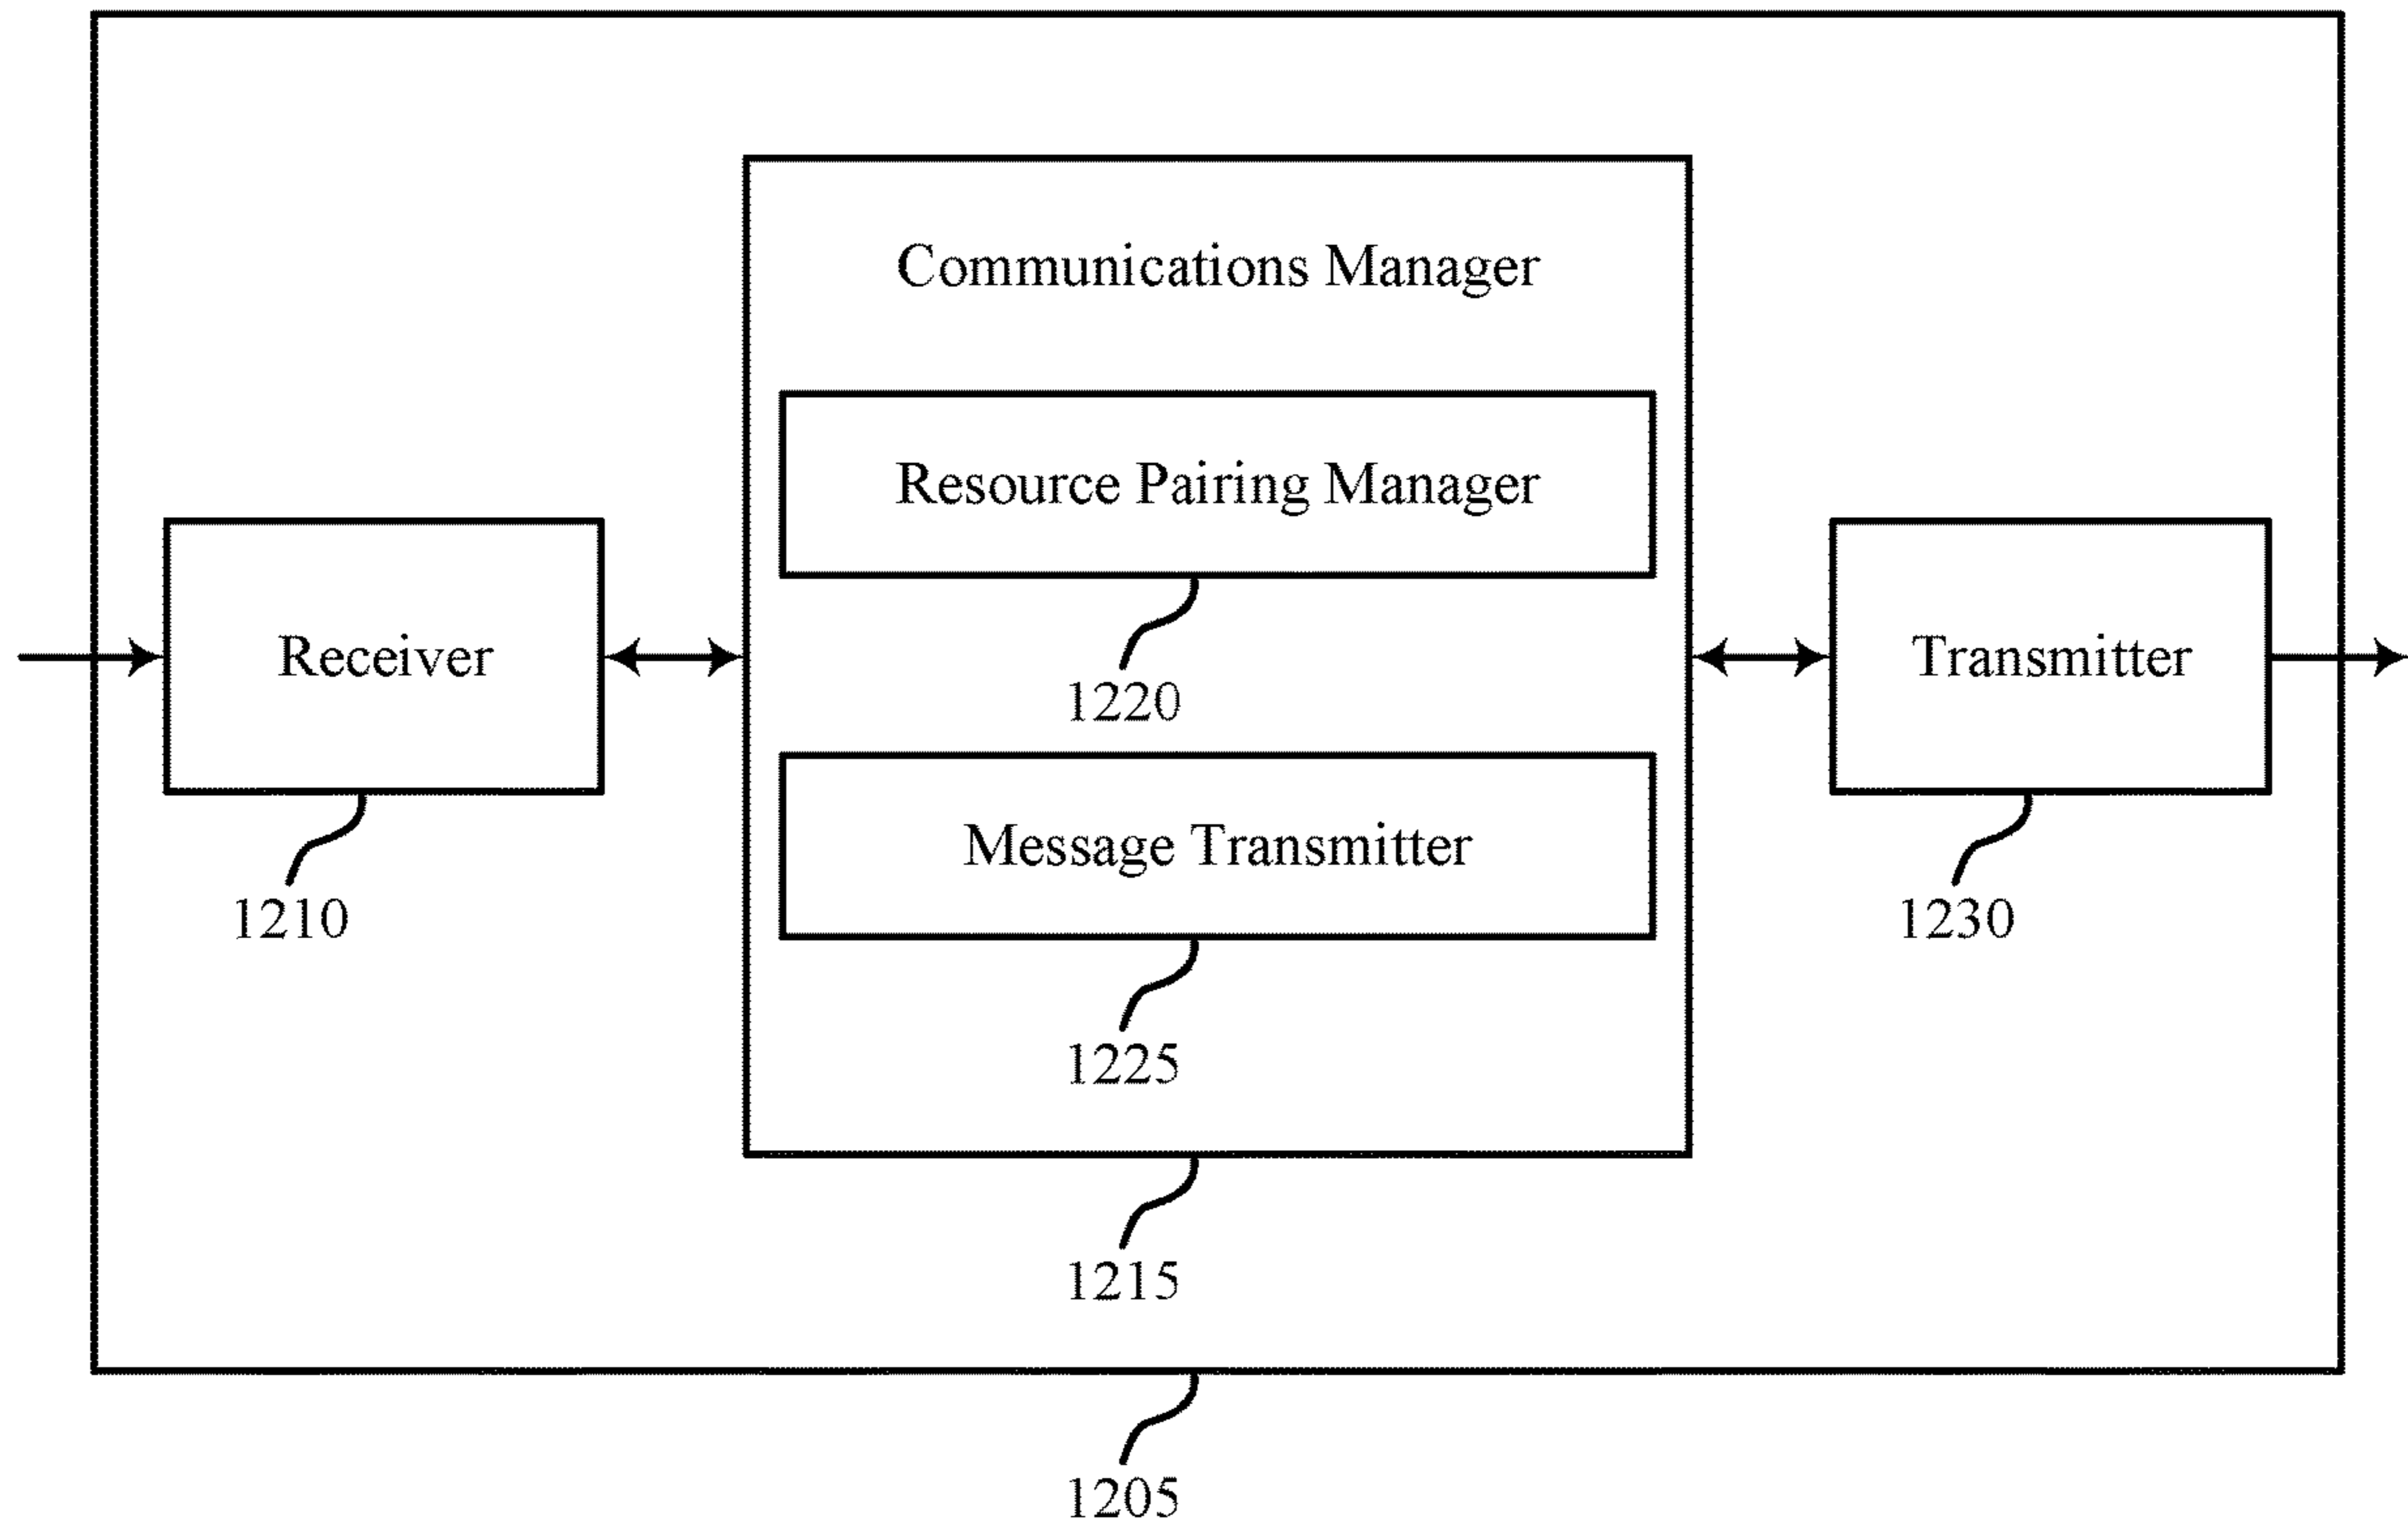 Communications Manager
Resource Pairing Manager
1220
Receiver
1210
Message Transmitter
1225
Transmitter
1230
1215
1205